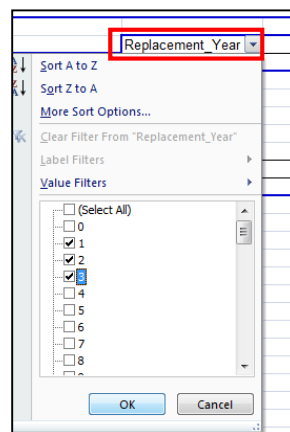 Replacement_Year
Sort A to Z
Sort Z to A
More Sort Options...
Clear Filter From "Replacement_Year"
Label Filters
Value Filters
(Select All)
0
1
2
3
4
5
6
7
8
OK
Cancel